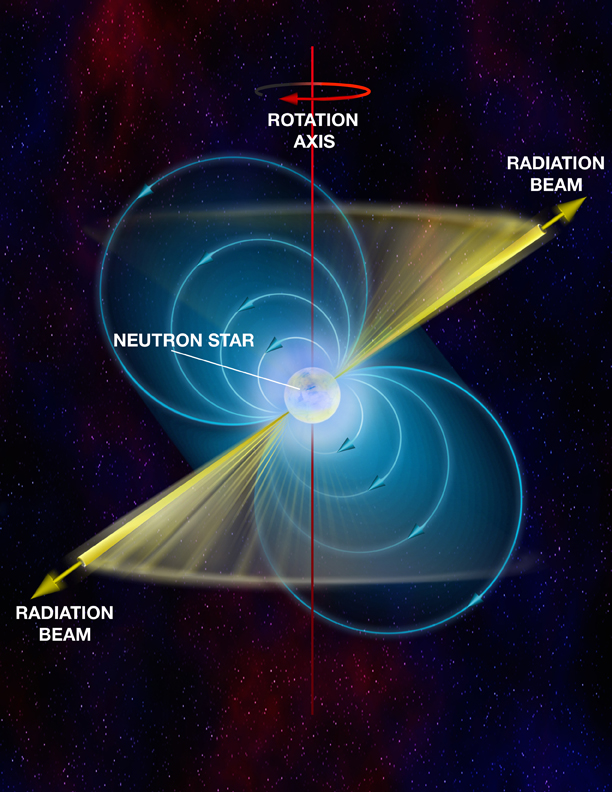 ROTATION
AXIS
RADIATION
BEAM
NEUTRON STAR
RADIATION
BEAM